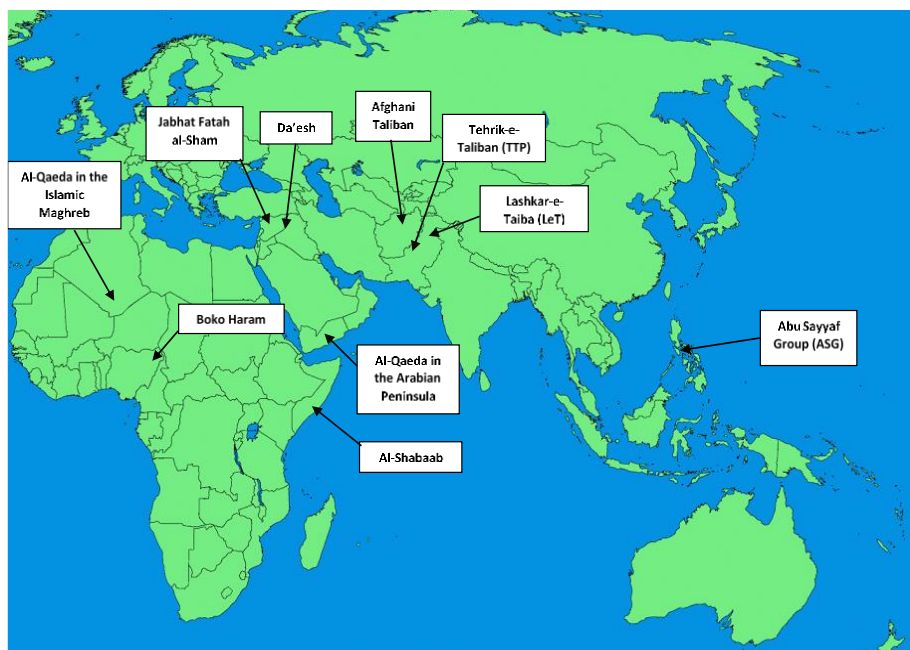 Afghani
Taliban
Jabhat Fatah
al-Sham
Da’esh
Tehrik-e-
Taliban (TTP)
Al-Qaeda in the
Islamic
Maghreb
Lashkar-e-
Taiba (LeT)
Boko Haram
Abu Sayyaf
Group (ASG)
Al-Qaeda in
the Arabian
Peninsula
Al-Shabaab